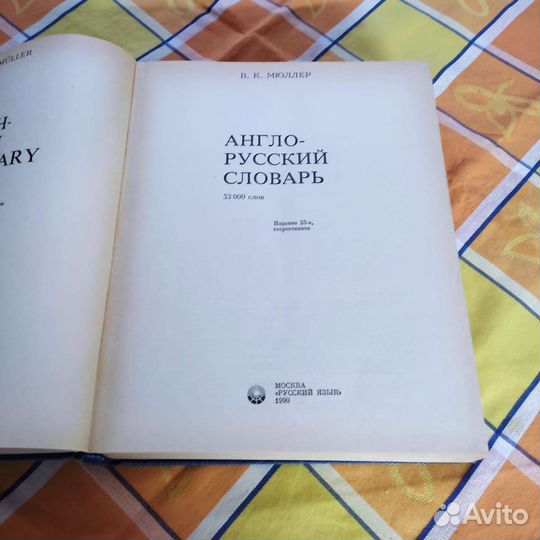 MÜLLER
ARY
В. К. МЮЛЛЕР
АНГЛО-
РУССКИЙ
СЛОВАРЬ
53 000 слов
Издание 23-е,
стереотипное
МОСКВА
«РУССКИЙ ЯЗЫК»
1990
Avito